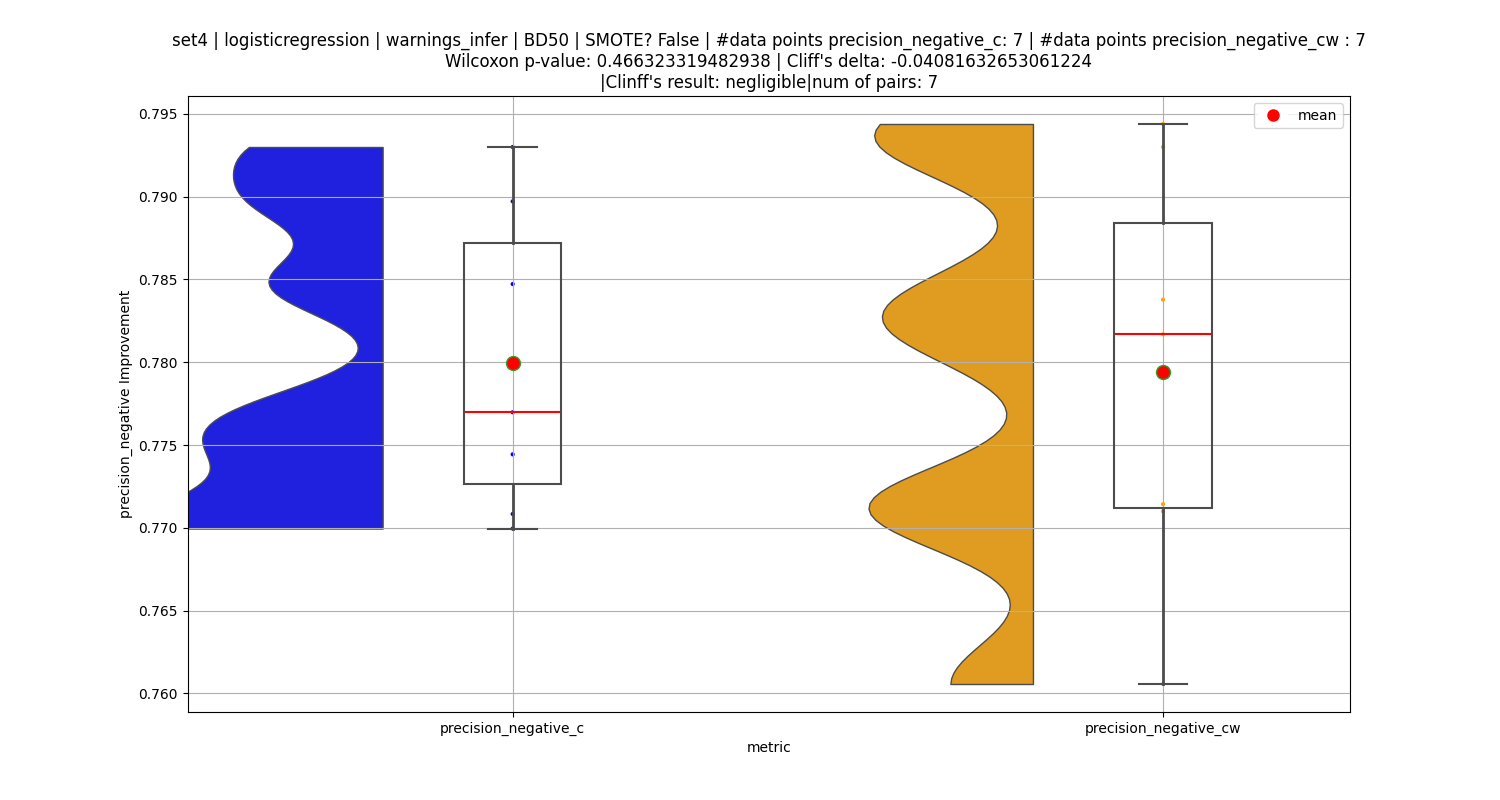 set4 | logisticregression | warnings_infer | BD50 | SMOTE? False | #data points precision_negative_c: 7 | #data points precision_negative_cw : 7
Wilcoxon p-value: 0.466323319482938 | Cliff's delta: -0.04081632653061224
|Clinff's result: negligible|num of pairs: 7
mean
precision_negative Improvement
0.795
0.790
0.785
0.780
0.775
0.770
0.765
0.760
precision_negative_c
precision_negative_cw
metric